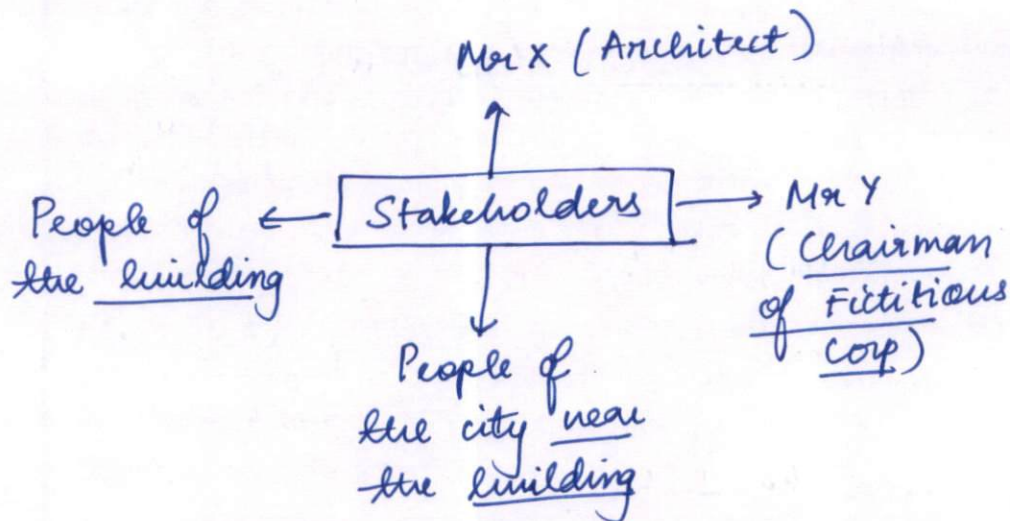 Mr X (Architect)
Stakeholders
People of
the building
Mr Y
(Chairman
of Fictitious
Corp)
People of
the city near
the building